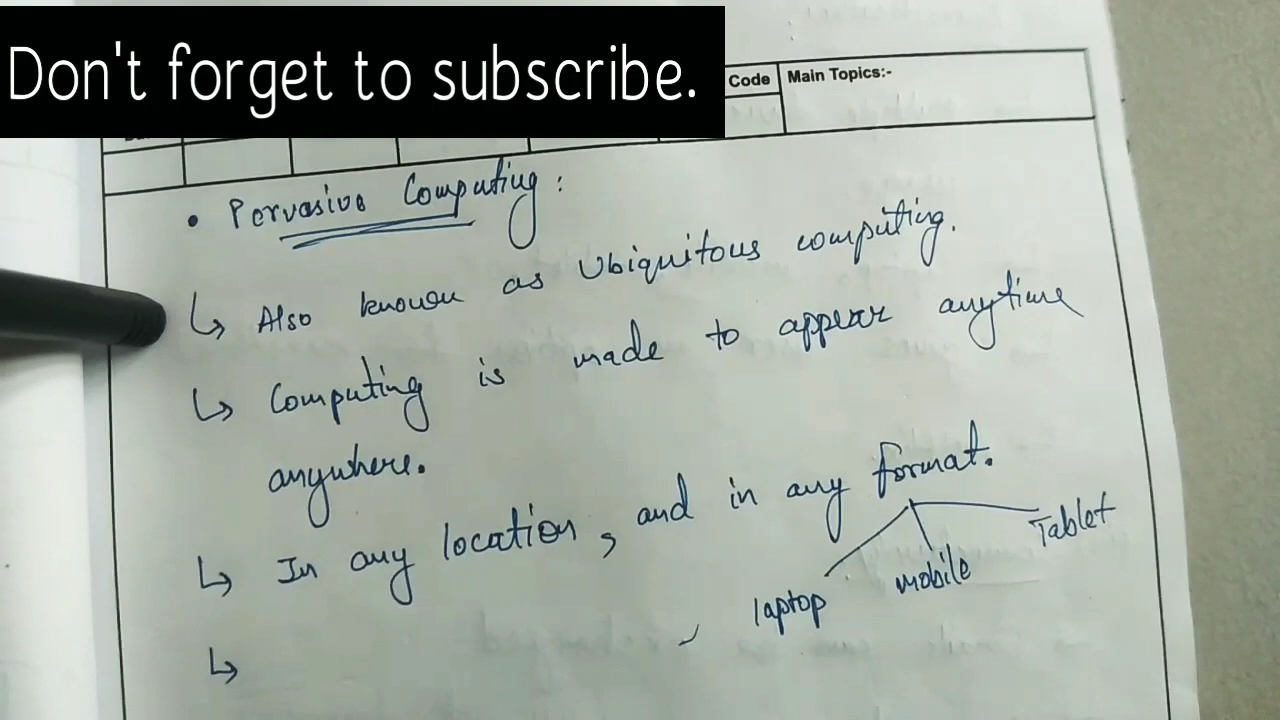 Don't forget to subscribe.
Code
Main Topics:-
• Pervasive Computing:
↳ Also known as Ubiquitous computing.
↳ Computing is made to appear anytime
anywhere.
↳ In any location, and in any format.
laptop mobile Tablet
↳